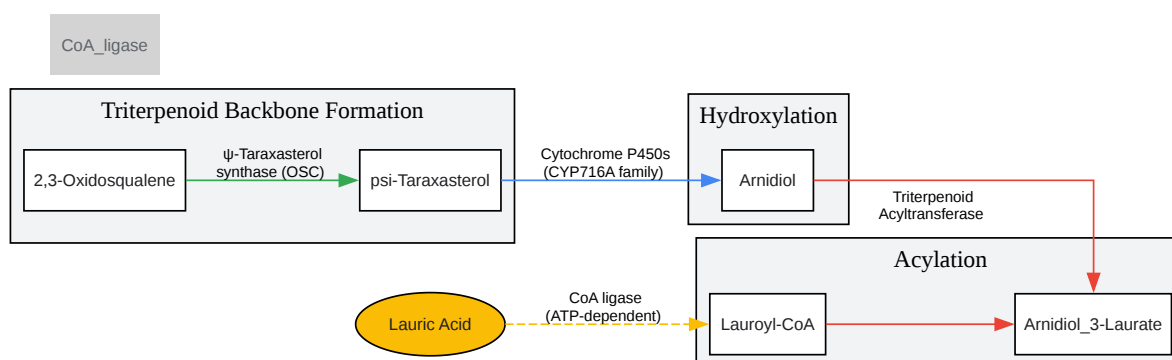 CoA_ligase
Triterpenoid Backbone Formation
2,3-Oxidosqualene
ψ-Taraxasterol
synthase (OSC)
psi-Taraxasterol
Cytochrome P450s
(CYP716A family)
Hydroxylation
Arnidiol
Triterpenoid
Acyltransferase
Acylation
Lauric Acid
CoA ligase
(ATP-dependent)
Lauroyl-CoA
Arnidiol_3-Laurate